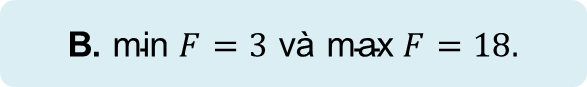 B. min F = 3 và max F = 18.